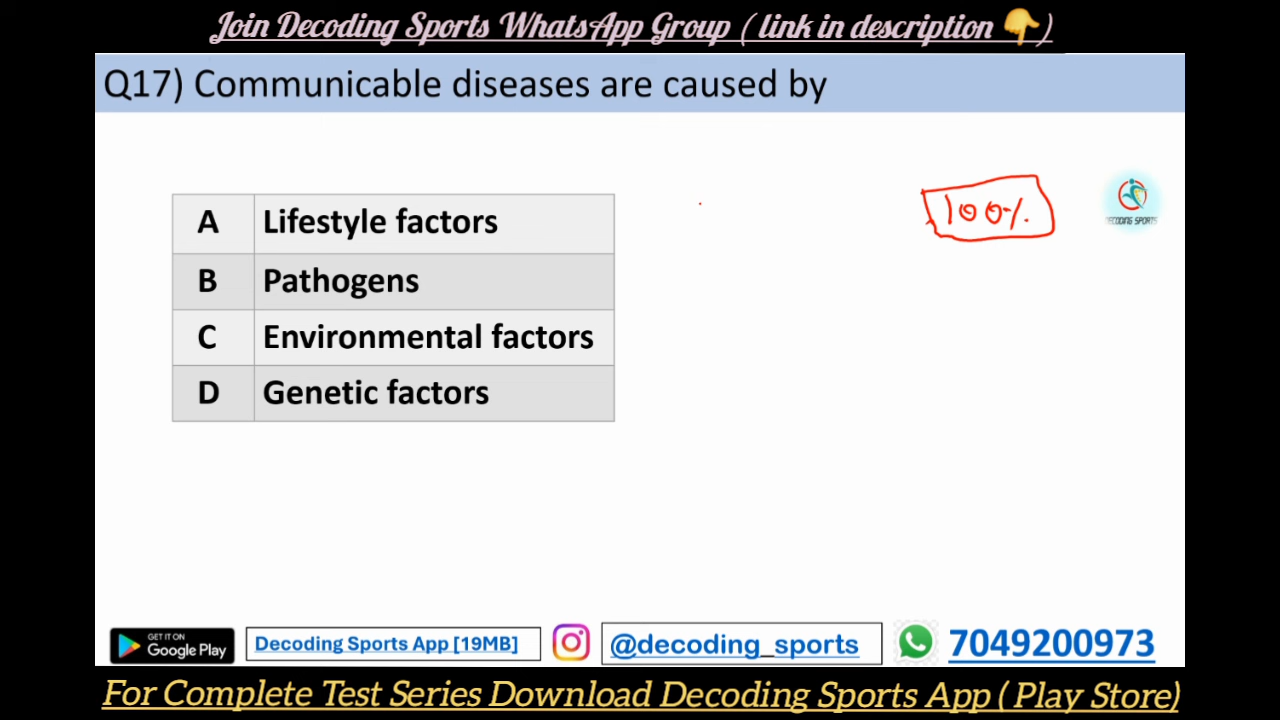 Join Decoding Sports WhatsApp Group ( link in description 👇 )
Q17) Communicable diseases are caused by
100%
A Lifestyle factors
DECODING SPORTS
B Pathogens
C Environmental factors
D Genetic factors
GET IT ON
Google Play
Decoding Sports App [19MB]
@decoding_sports
7049200973
For Complete Test Series Download Decoding Sports App ( Play Store)